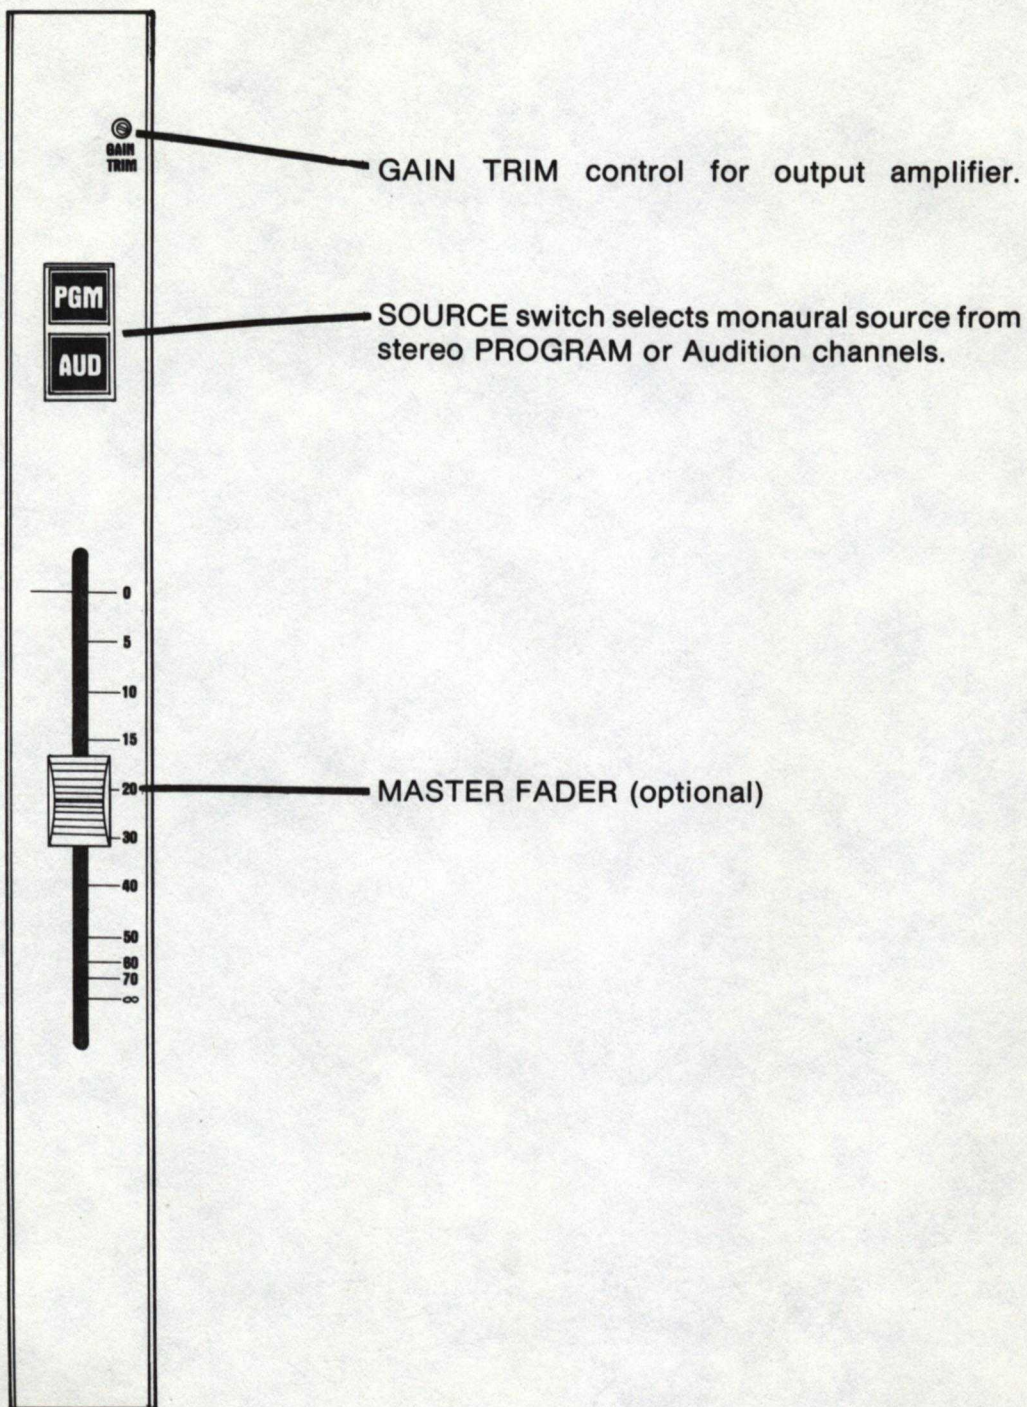 GAIN
TRIM
GAIN TRIM control for output amplifier.
PGM
AUD
SOURCE switch selects monaural source from
stereo PROGRAM or Audition channels.
0
5
10
15
20
30
40
50
60
70
∞
MASTER FADER (optional)